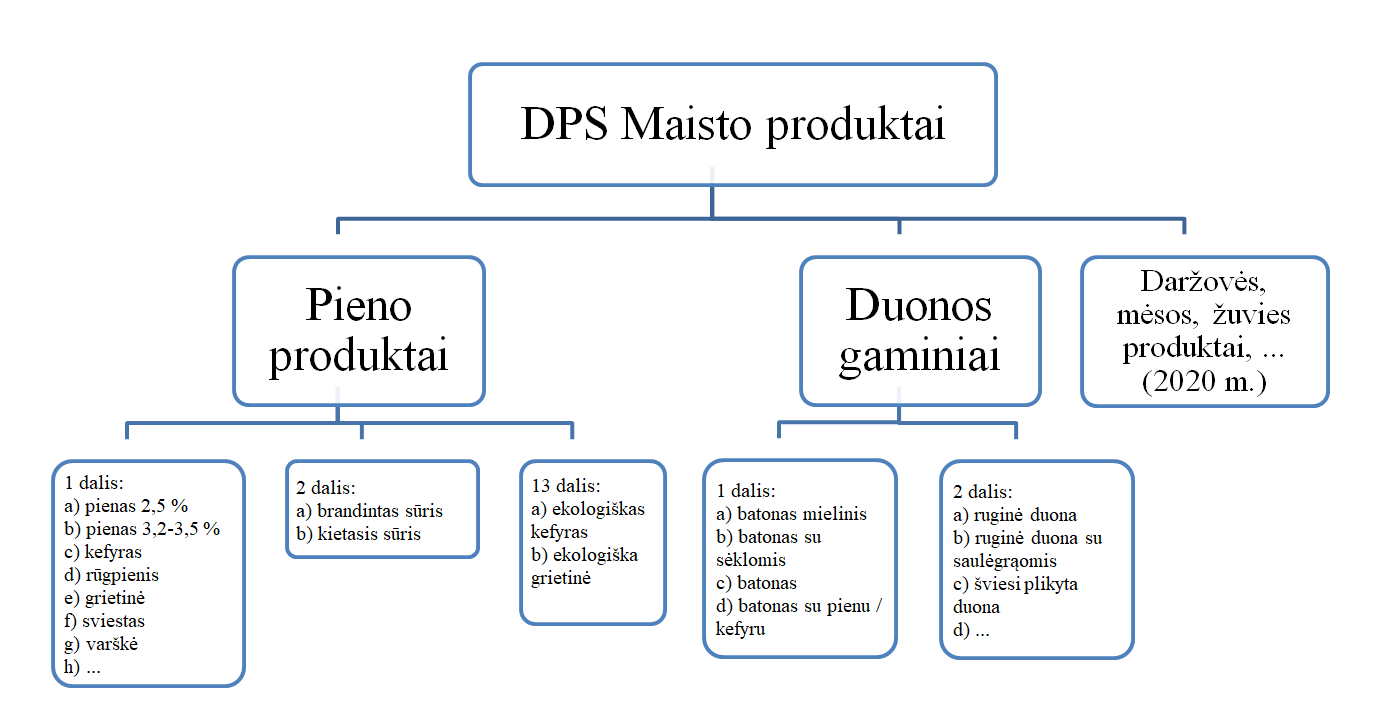 DPS Maisto produktai
Pieno
produktai
Duonos
gaminiai
Daržovės,
mėsos, žuvies
produktai, ...
(2020 m.)
1 dalis:
a) pienas 2,5 %
b) pienas 3,2-3,5 %
c) kefyras
d) rūgpienis
e) grietinė
f) sviestas
g) varškė
h) ...
2 dalis:
a) brandintas sūris
b) kietasis sūris
13 dalis:
a) ekologiškas
kefyras
b) ekologiška
grietinė
1 dalis:
a) batonas mielinis
b) batonas su
sėklomis
c) batonas
d) batonas su pienu /
kefyru
2 dalis:
a) ruginė duona
b) ruginė duona su
saulėgrąomis
c) šviesi plikyta
duona
d) ...